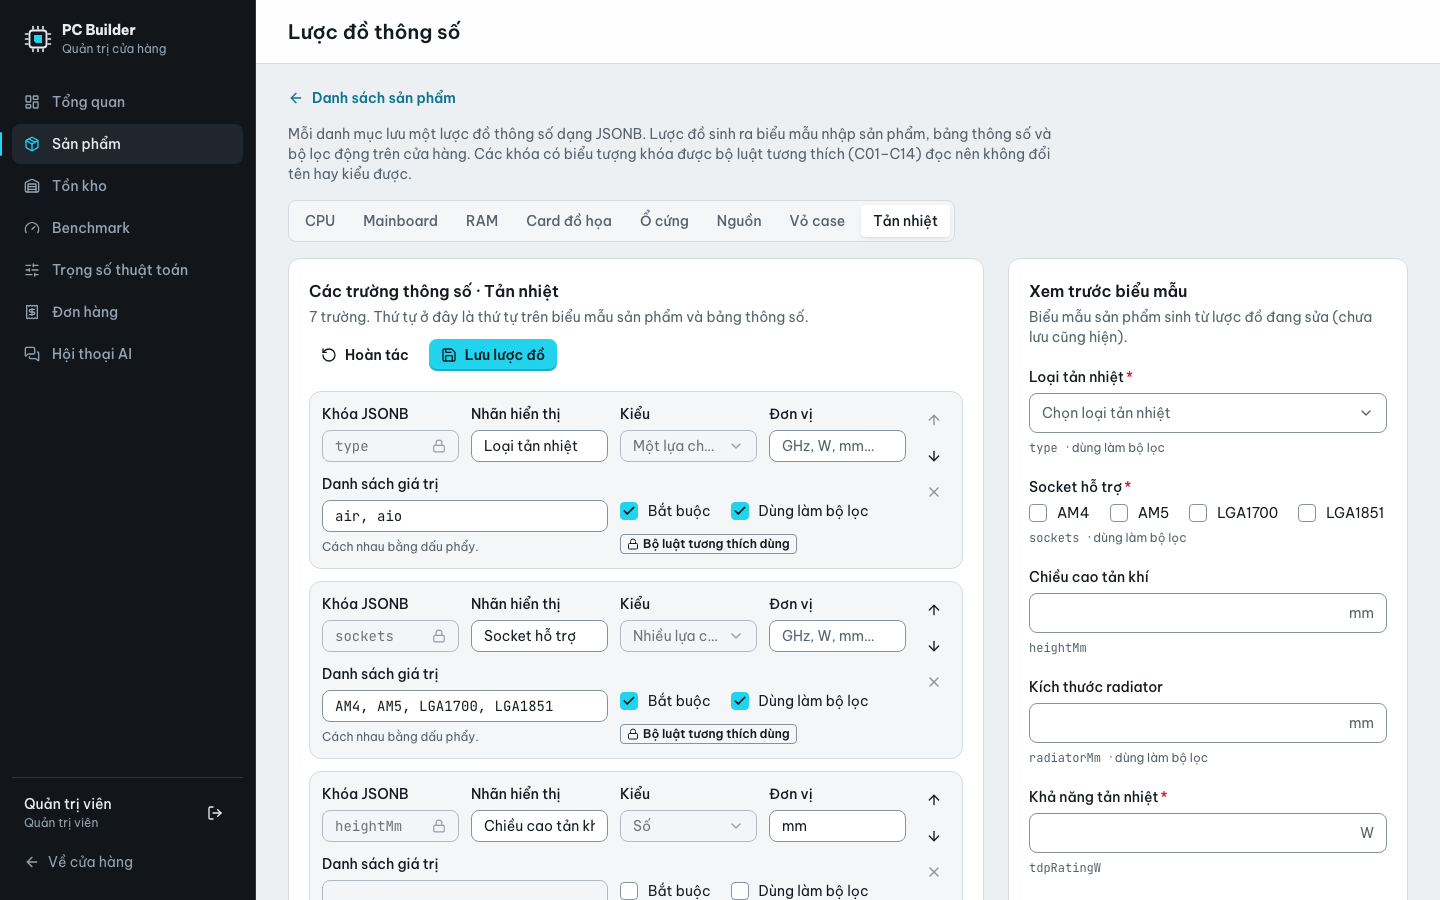 PC Builder
Quản trị cửa hàng
Tổng quan
Sản phẩm
Tồn kho
Benchmark
Trọng số thuật toán
Đơn hàng
Hội thoại AI
Quản trị viên
Quản trị viên
Về cửa hàng
Lược đồ thông số
Danh sách sản phẩm
Mỗi danh mục lưu một lược đồ thông số dạng JSONB. Lược đồ sinh ra biểu mẫu nhập sản phẩm, bảng thông số và
bộ lọc động trên cửa hàng. Các khóa có biểu tượng khóa được bộ luật tương thích (C01–C14) đọc nên không đổi
tên hay kiểu được.
CPU Mainboard RAM Card đồ họa Ổ cứng Nguồn Vỏ case Tản nhiệt
Các trường thông số · Tản nhiệt
7 trường. Thứ tự ở đây là thứ tự trên biểu mẫu sản phẩm và bảng thông số.
Hoàn tác Lưu lược đồ
Khóa JSONB Nhãn hiển thị Kiểu Đơn vị
type Loại tản nhiệt Một lựa ch... GHz, W, mm...
Danh sách giá trị
air, aio Bắt buộc Dùng làm bộ lọc
Cách nhau bằng dấu phẩy. Bộ luật tương thích dùng
Khóa JSONB Nhãn hiển thị Kiểu Đơn vị
sockets Socket hỗ trợ Nhiều lựa c... GHz, W, mm...
Danh sách giá trị
AM4, AM5, LGA1700, LGA1851 Bắt buộc Dùng làm bộ lọc
Cách nhau bằng dấu phẩy. Bộ luật tương thích dùng
Khóa JSONB Nhãn hiển thị Kiểu Đơn vị
heightMm Chiều cao tản kh Số mm
Danh sách giá trị
Bắt buộc Dùng làm bộ lọc
Xem trước biểu mẫu
Biểu mẫu sản phẩm sinh từ lược đồ đang sửa (chưa
lưu cũng hiện).
Loại tản nhiệt *
Chọn loại tản nhiệt
type · dùng làm bộ lọc
Socket hỗ trợ *
AM4 AM5 LGA1700 LGA1851
sockets · dùng làm bộ lọc
Chiều cao tản khí
mm
heightMm
Kích thước radiator
mm
radiatorMm · dùng làm bộ lọc
Khả năng tản nhiệt *
W
tdpRatingW